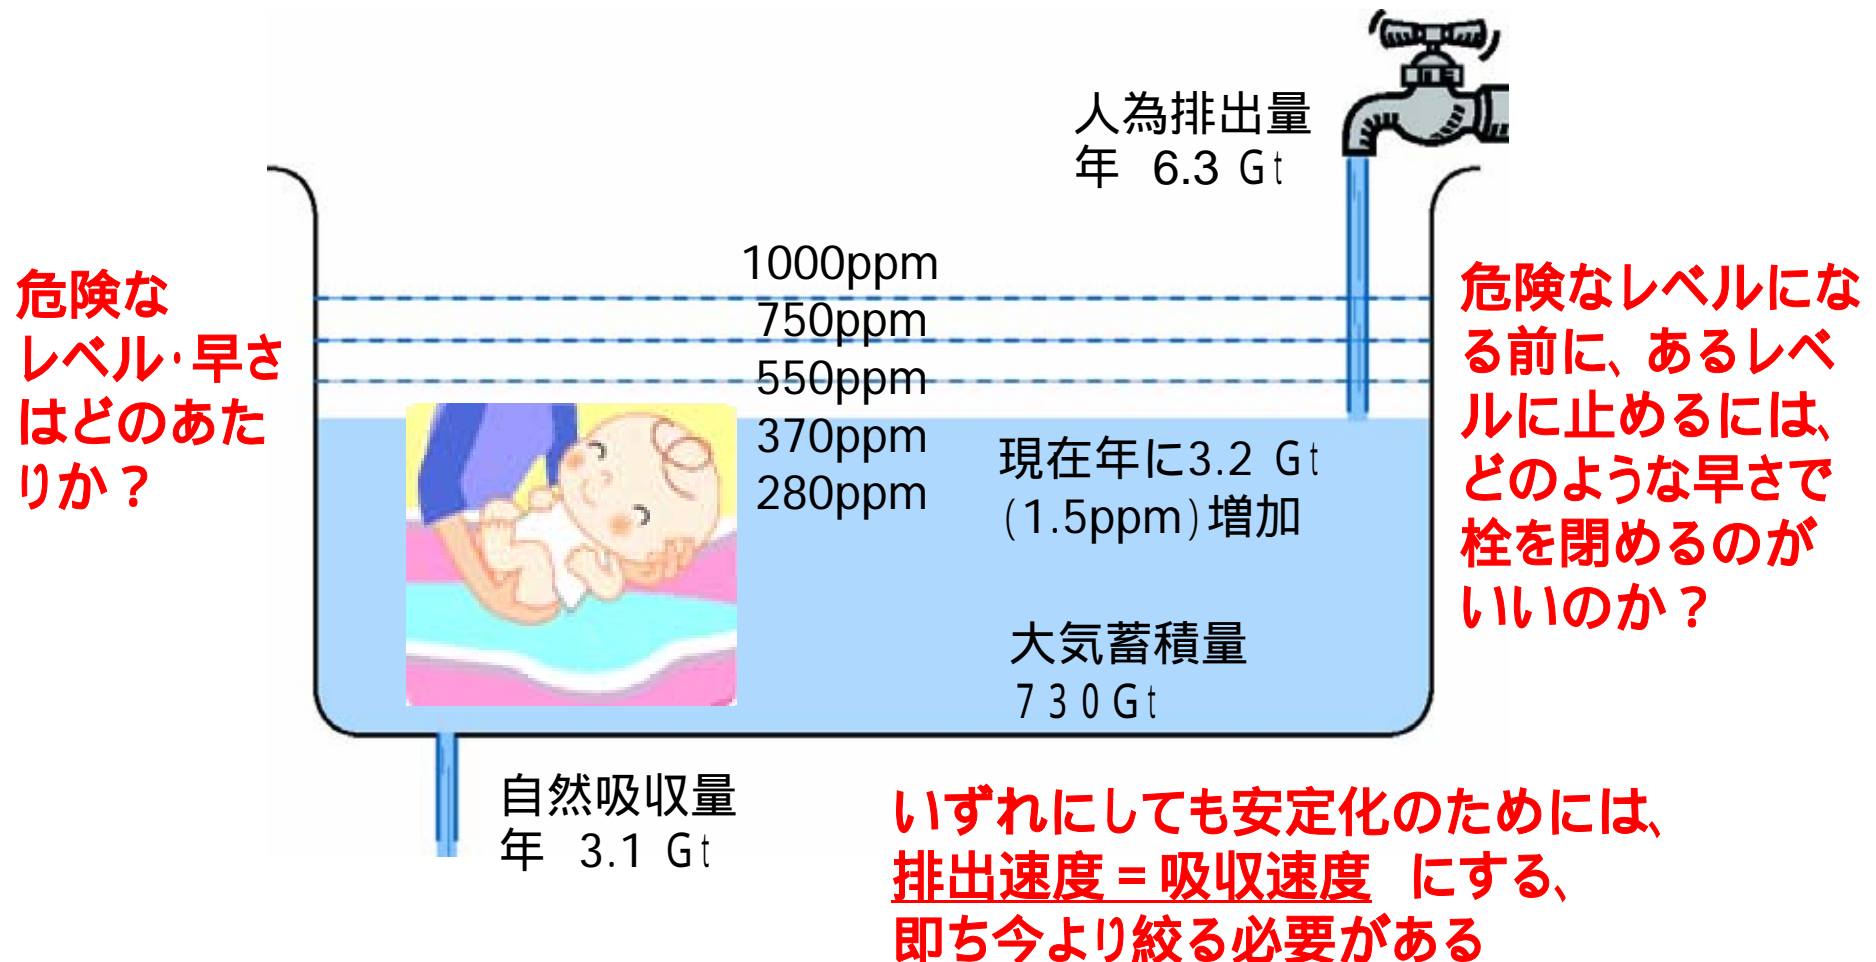 人為排出量
年 6.3 Gt
1000ppm
750ppm
550ppm
370ppm
280ppm
危険な
レベル・早さ
はどのあた
りか？
危険なレベルにな
る前に、あるレベ
ルに止めるには、
どのような早さで
栓を閉めるのが
いいのか？
現在年に3.2 Gt
(1.5ppm)増加
大気蓄積量
730Gt
自然吸収量
年 3.1 Gt
いずれにしても安定化のためには、
排出速度=吸収速度 にする、
即ち今より絞る必要がある